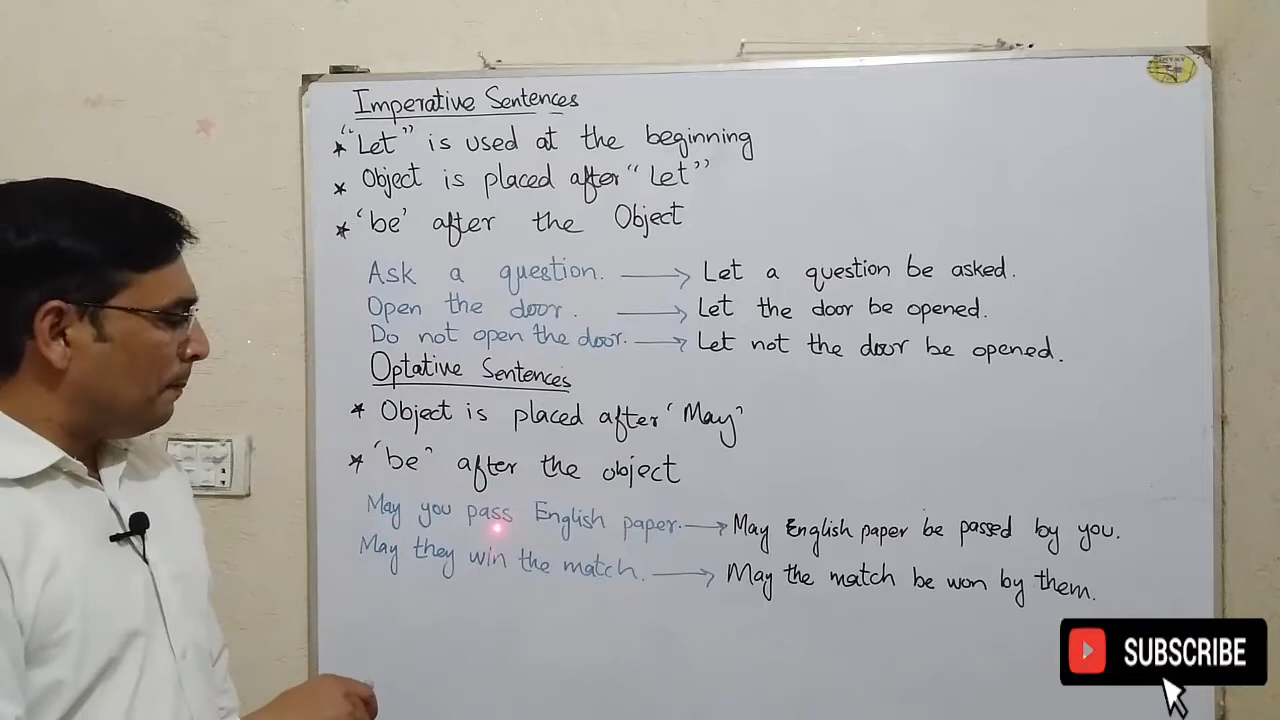 Imperative Sentences
* "Let" is used at the beginning
* Object is placed after "Let"
* 'be' after the Object
Ask a question. → Let a question be asked.
Open the door. → Let the door be opened.
Do not open the door. → Let not the door be opened.
Optative Sentences
* Object is placed after 'May'
* 'be' after the object
May you pass English paper. → May English paper be passed by you.
May they win the match. → May the match be won by them.
SUBSCRIBE